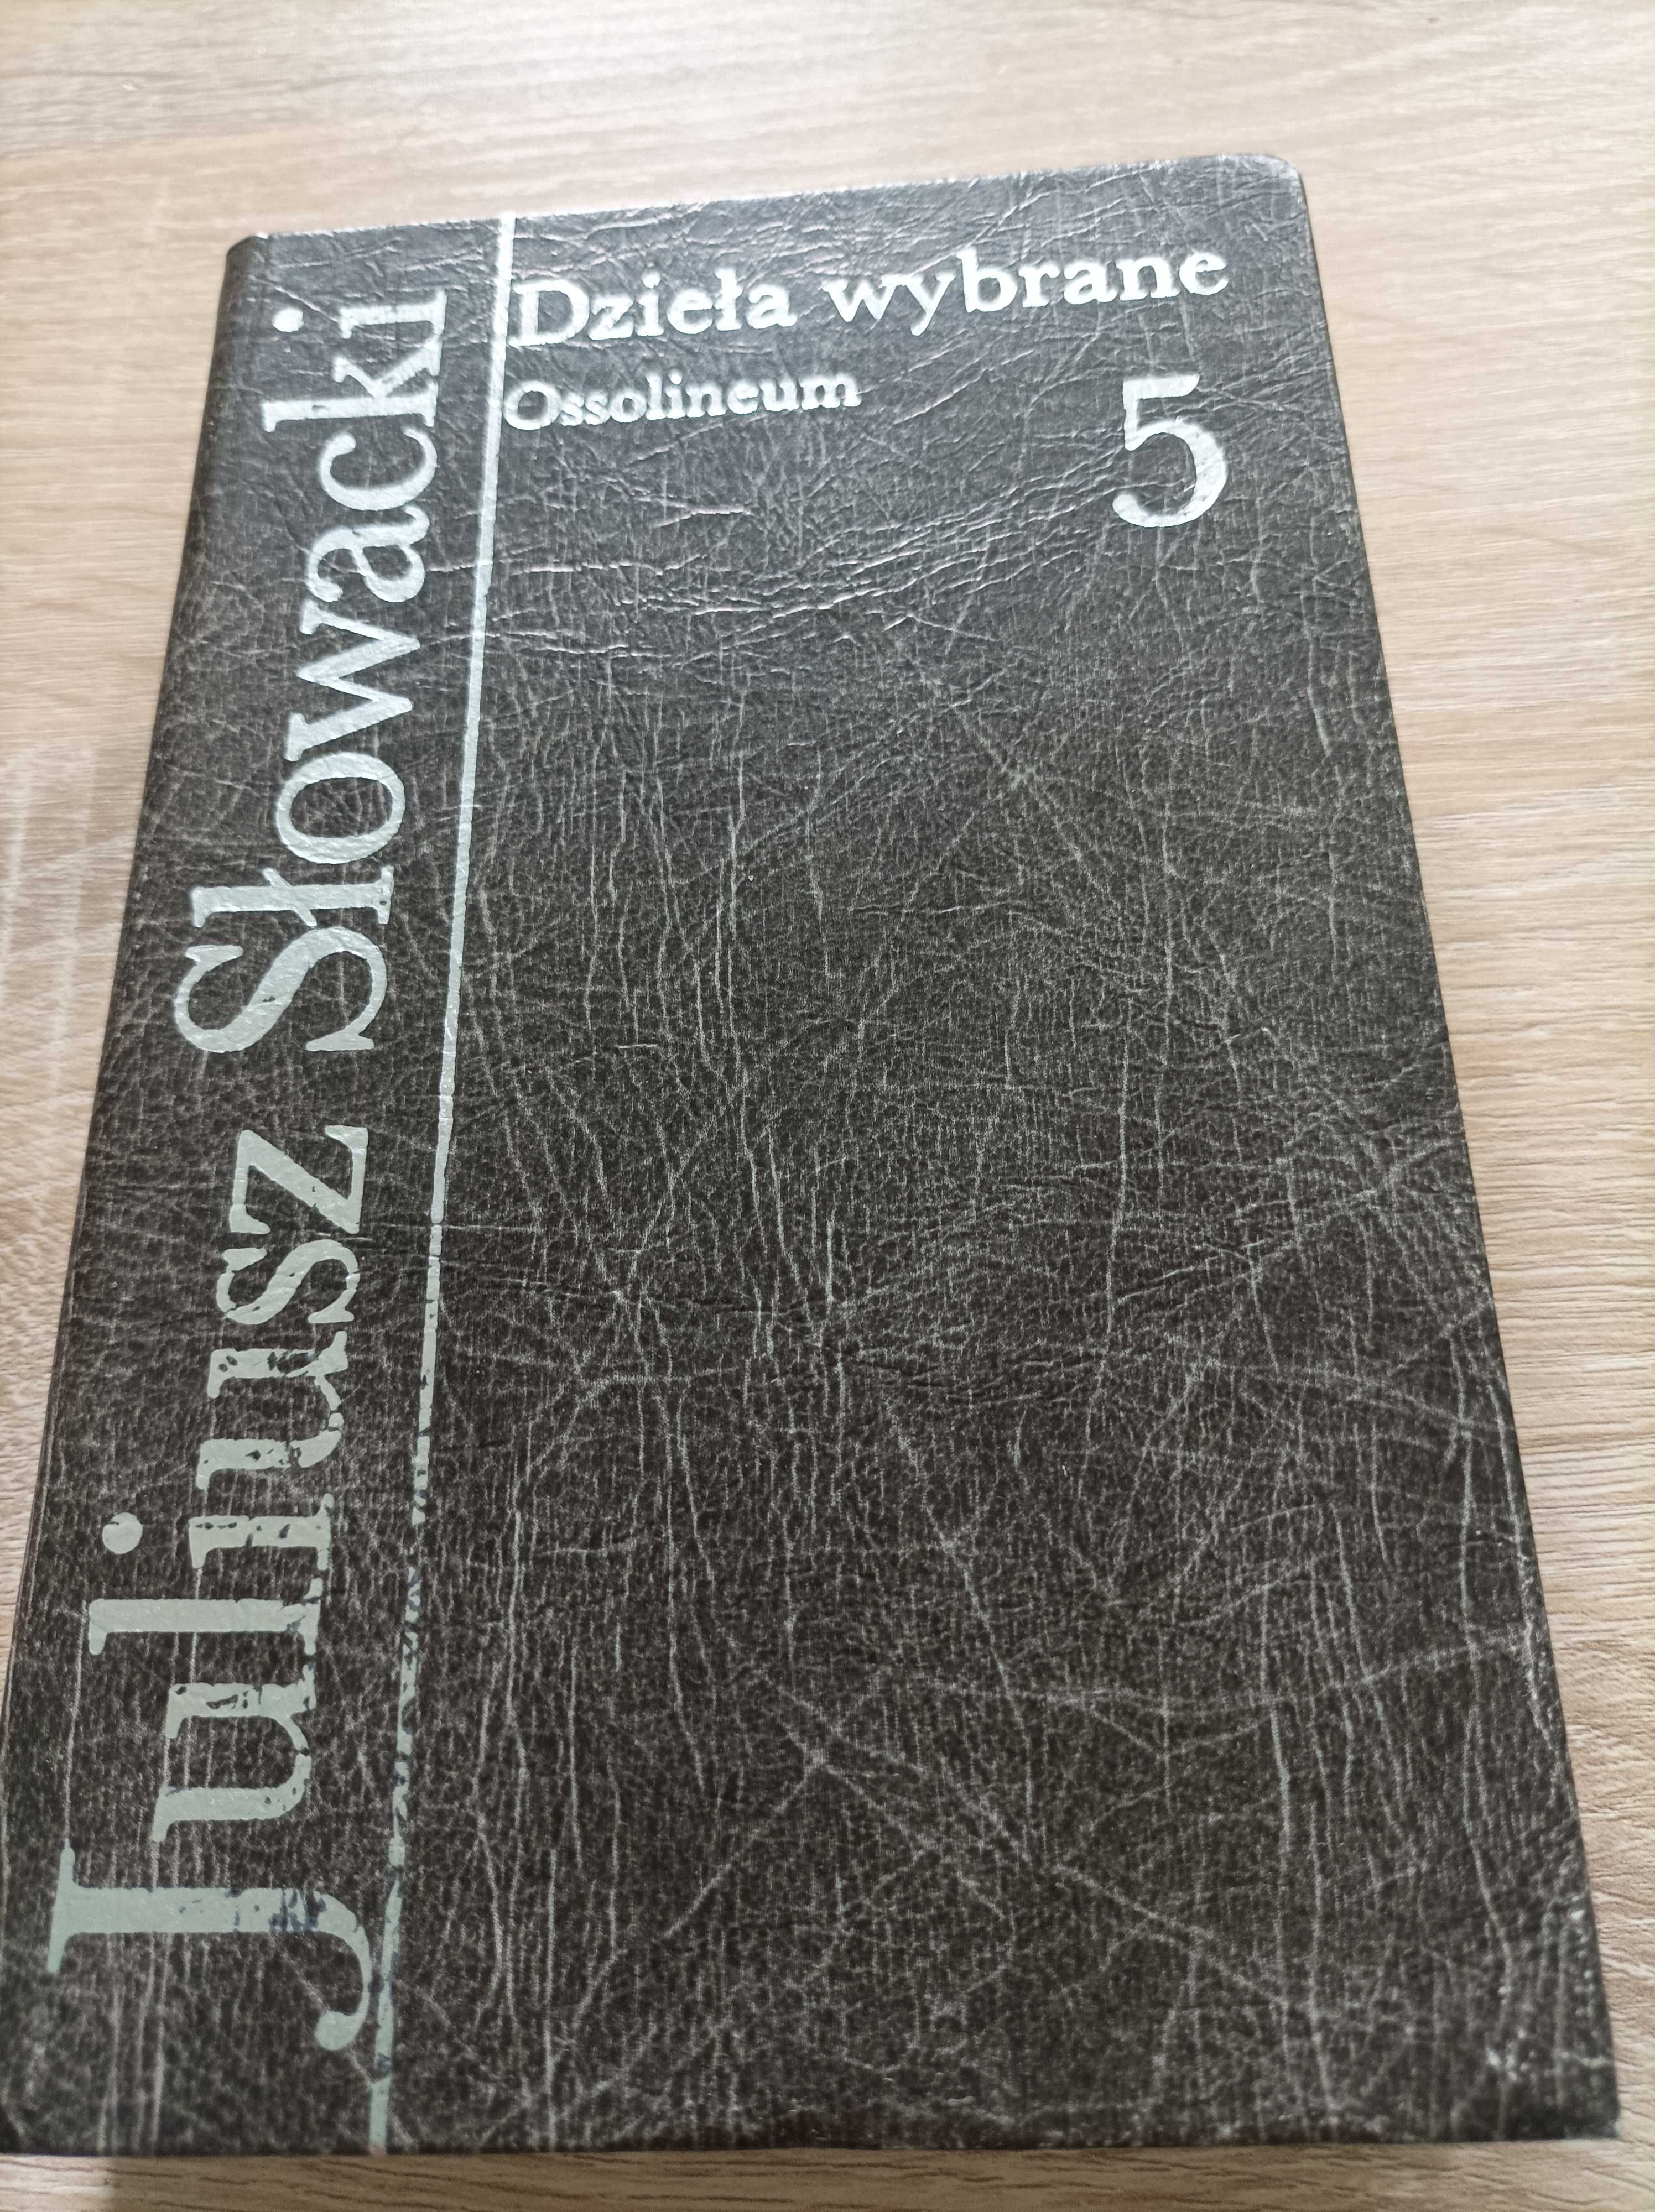 Juliusz Słowacki
Dzieła wybrane
Ossolineum
5